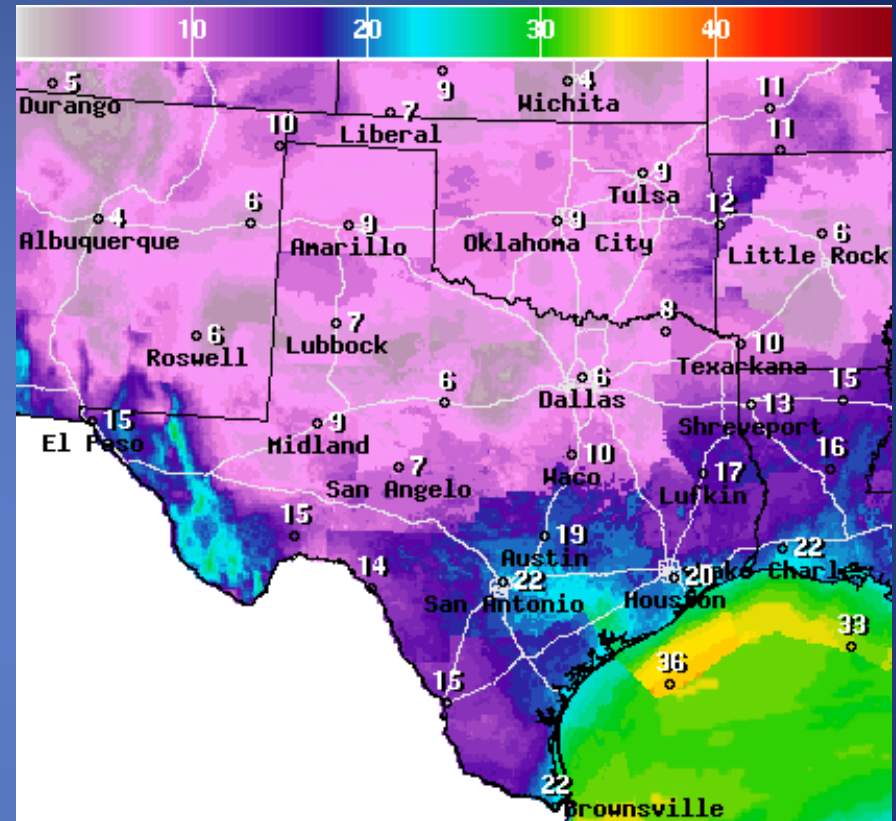 10 20 30 40
5 9 4 11
Durango Wichita
7
10 Liberal 11
9
Tulsa
4 6 9 9 12 6
Albuquerque Amarillo Oklahoma City Little Rock
6 7 8
Roswell Lubbock 10
Texarkana
6 6 15
Dallas 13
15 9 Shreveport
El Paso Midland 10 16
7 Waco 17
San Angelo Lufkin
15 19 22
Austin
14 22 20 Lake Charles
San Antonio Houston
33
36
15
22
Brownsville